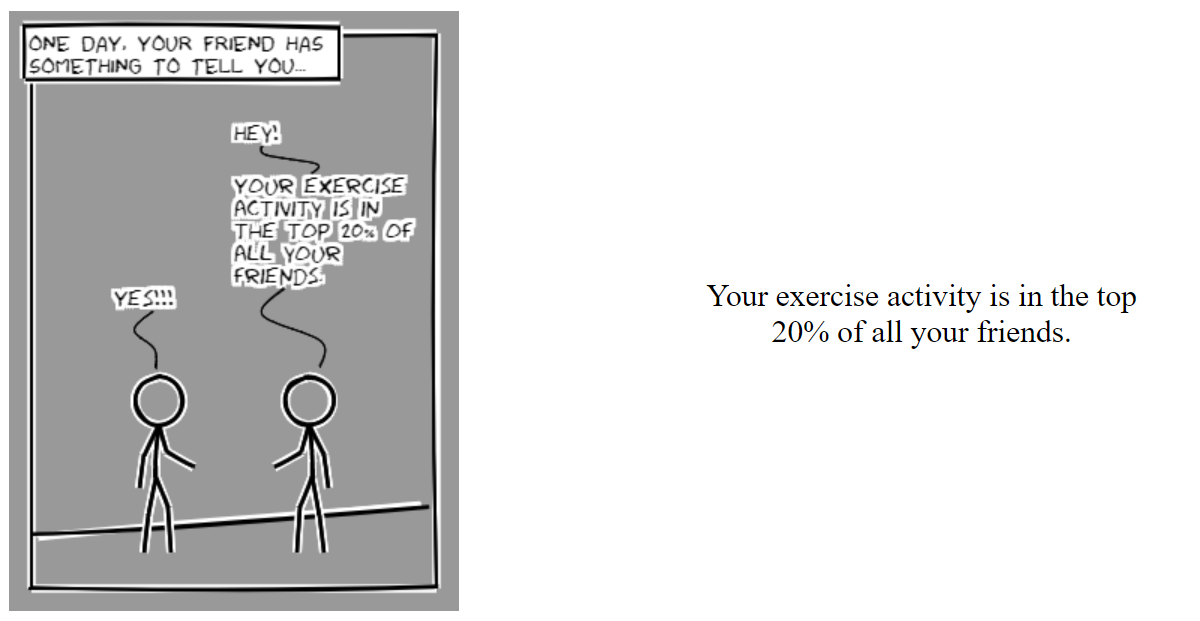 ONE DAY, YOUR FRIEND HAS
SOMETHING TO TELL YOU...
HEY!
YOUR EXERCISE
ACTIVITY IS IN
THE TOP 20% OF
ALL YOUR
FRIENDS.
YES!!!
Your exercise activity is in the top
20% of all your friends.